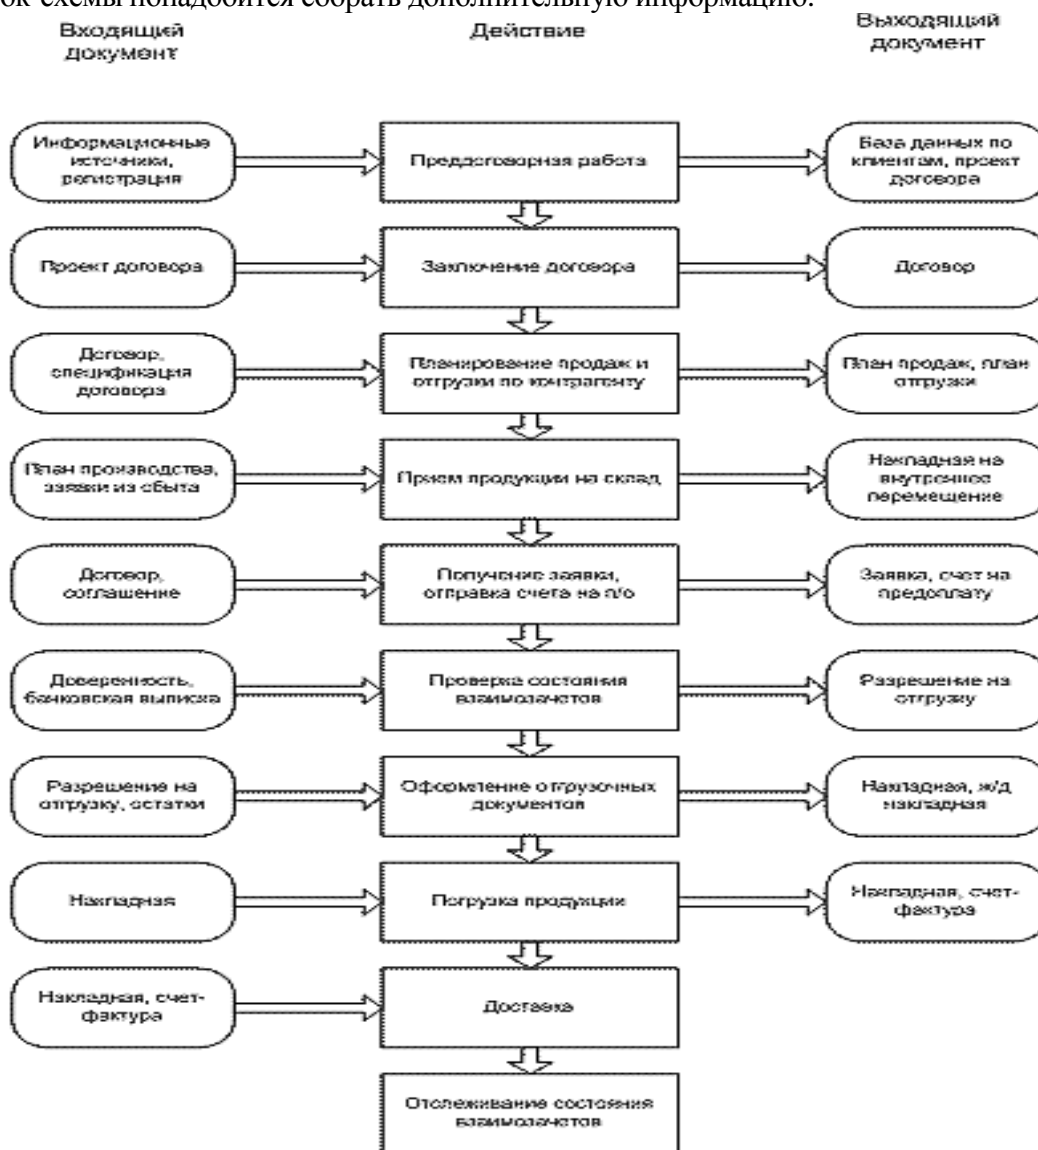 ок-схемы понадобится собрать дополнительную информацию.
Входящий
документ
Действие
Выходящий
документ
Информационные
источники,
регистрация
Преддоговорная работа
База данных по
клиентам, проект
договора
Проект договора
Заключение договора
Договор
Договор,
спецификация
договора
Планирование продаж и
отгрузки по контрагенту
План продаж, план
отгрузки
План производства,
заявки из сбыта
Прием продукции на склад
Накладная на
внутреннее
перемещение
Договор,
соглашение
Получение заявки,
отправка счета на п/о
Заявка, счет на
предоплату
Доверенность,
банковская выписка
Проверка состояния
взаимозачетов
Разрешение на
отгрузку
Разрешение на
отгрузку, остатки
Оформление отгрузочных
документов
Накладная, ж/д
накладная
Накладная
Погрузка продукции
Накладная, счет-
фактура
Накладная, счет-
фактура
Доставка
Отслеживание состояния
взаимозачетов